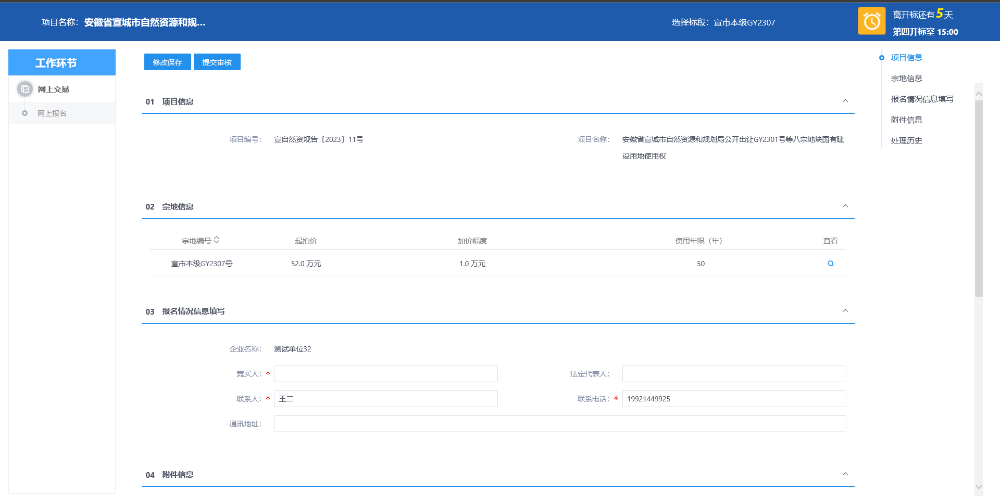 项目名称：安徽省宣城市自然资源和规...
选择标段：宣市本级GY2307
离开标还有5天
第四开标室 15:00
工作环节
网上交易
网上报名
修改保存 提交审核
01 项目信息
项目编号： 宣自然资规告〔2023〕11号
项目名称： 安徽省宣城市自然资源和规划局公开出让GY2301号等八宗地块国有建
设用地使用权
02 宗地信息
宗地编号 起拍价 加价幅度 使用年限（年） 查看
宣市本级GY2307号 52.0 万元 1.0 万元 50
03 报名情况信息填写
企业名称： 测试单位32
竞买人：* 法定代表人：
联系人：* 王二 联系电话：* 19921449925
通讯地址：
04 附件信息
项目信息
宗地信息
报名情况信息填写
附件信息
处理历史